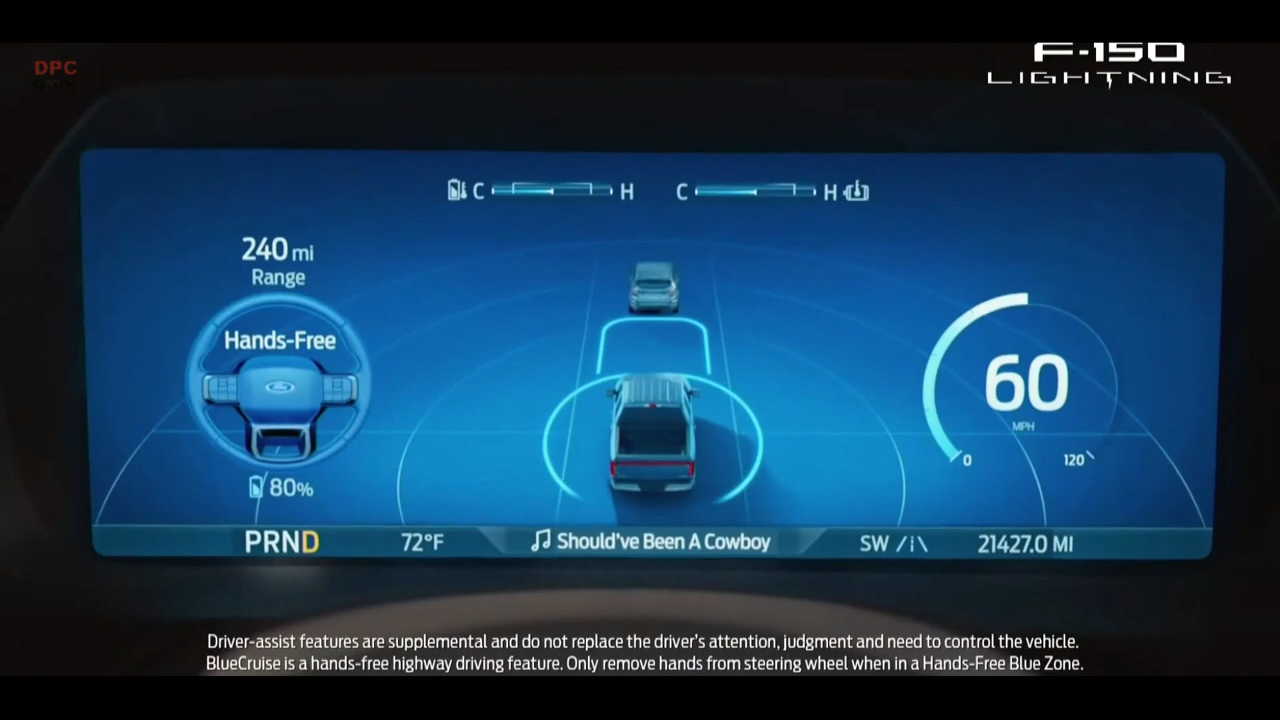 F-150
LIGHTNING
DPC
C H C H
240 mi
Range
Hands-Free
Ford
80%
60
MPH
0 120
PRND 72°F Should've Been A Cowboy SW 21427.0 MI
Driver-assist features are supplemental and do not replace the driver's attention, judgment and need to control the vehicle.
BlueCruise is a hands-free highway driving feature. Only remove hands from steering wheel when in a Hands-Free Blue Zone.